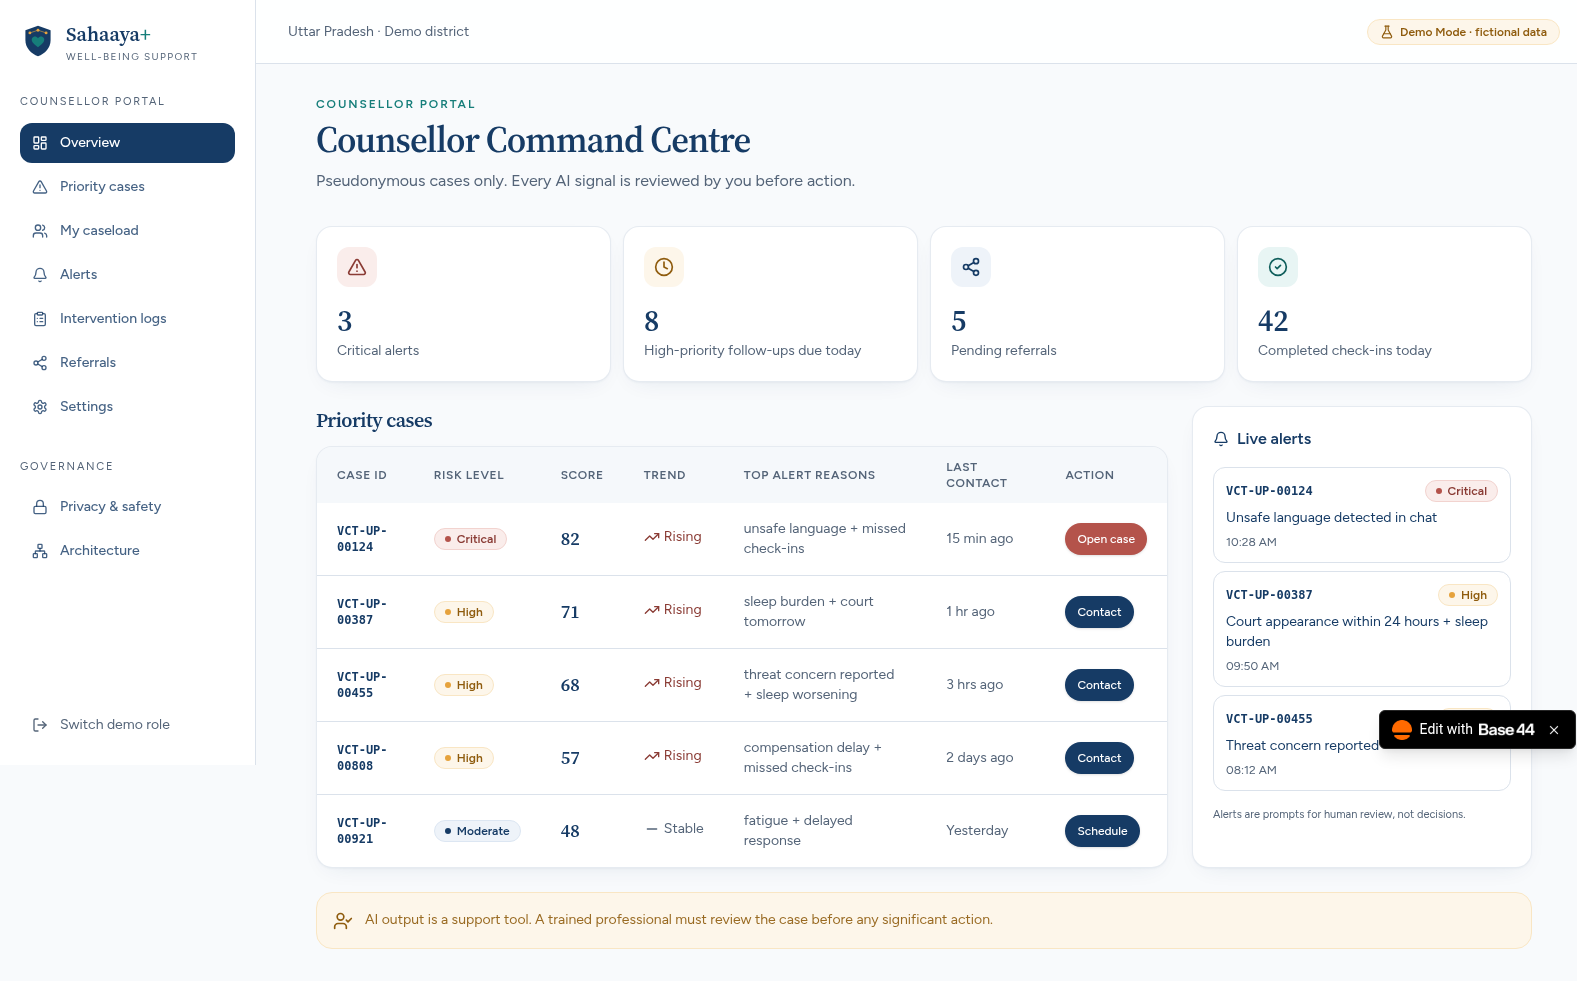 Sahaaya+
WELL-BEING SUPPORT
COUNSELLOR PORTAL
Overview
Priority cases
My caseload
Alerts
Intervention logs
Referrals
Settings
GOVERNANCE
Privacy & safety
Architecture
Switch demo role
Uttar Pradesh · Demo district
Demo Mode · fictional data
COUNSELLOR PORTAL
Counsellor Command Centre
Pseudonymous cases only. Every AI signal is reviewed by you before action.
3
Critical alerts
8
High-priority follow-ups due today
5
Pending referrals
42
Completed check-ins today
Priority cases
CASE ID RISK LEVEL SCORE TREND TOP ALERT REASONS LAST
CONTACT ACTION
VCT-UP-
00124
Critical
82
Rising
unsafe language + missed
check-ins
15 min ago
Open case
VCT-UP-
00387
High
71
Rising
sleep burden + court
tomorrow
1 hr ago
Contact
VCT-UP-
00455
High
68
Rising
threat concern reported
+ sleep worsening
3 hrs ago
Contact
VCT-UP-
00808
High
57
Rising
compensation delay +
missed check-ins
2 days ago
Contact
VCT-UP-
00921
Moderate
48
Stable
fatigue + delayed
response
Yesterday
Schedule
Live alerts
VCT-UP-00124 Critical
Unsafe language detected in chat
10:28 AM
VCT-UP-00387 High
Court appearance within 24 hours + sleep
burden
09:50 AM
VCT-UP-00455
Threat concern reported
08:12 AM
Edit with Base 44
Alerts are prompts for human review, not decisions.
AI output is a support tool. A trained professional must review the case before any significant action.